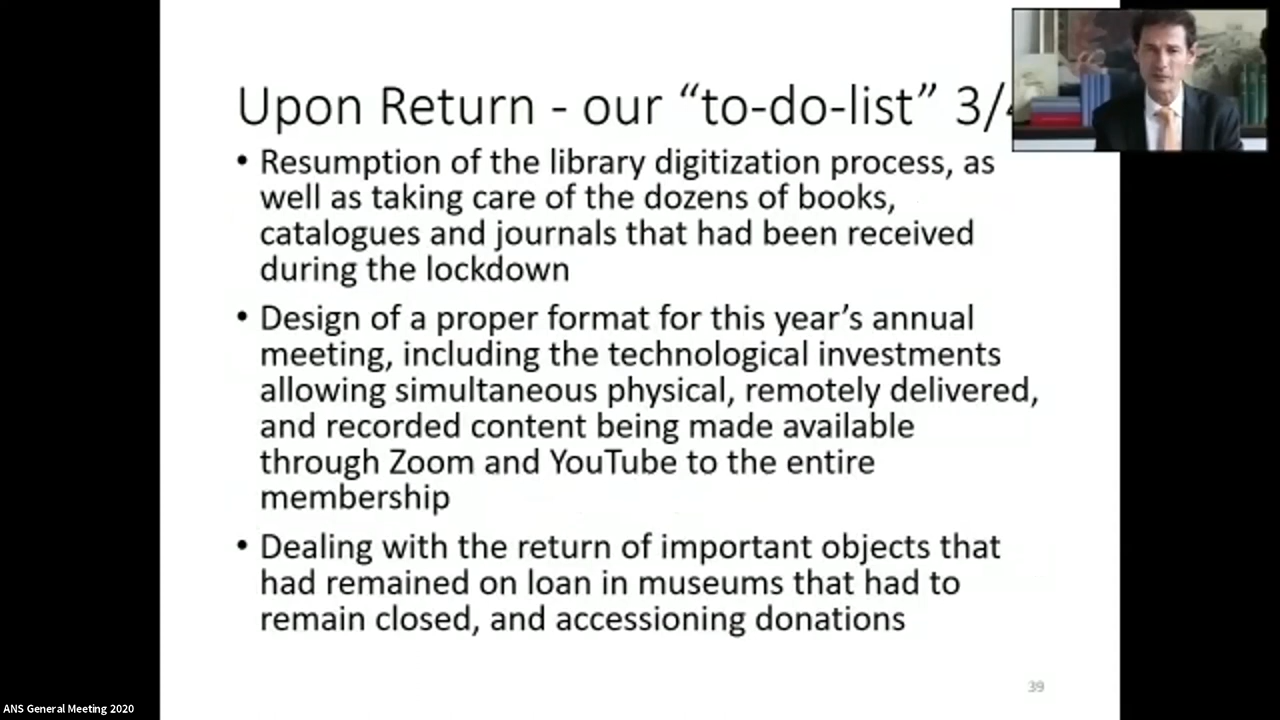 Upon Return - our “to-do-list” 3/4
• Resumption of the library digitization process, as
well as taking care of the dozens of books,
catalogues and journals that had been received
during the lockdown
• Design of a proper format for this year’s annual
meeting, including the technological investments
allowing simultaneous physical, remotely delivered,
and recorded content being made available
through Zoom and YouTube to the entire
membership
• Dealing with the return of important objects that
had remained on loan in museums that had to
remain closed, and accessioning donations
39
ANS General Meeting 2020